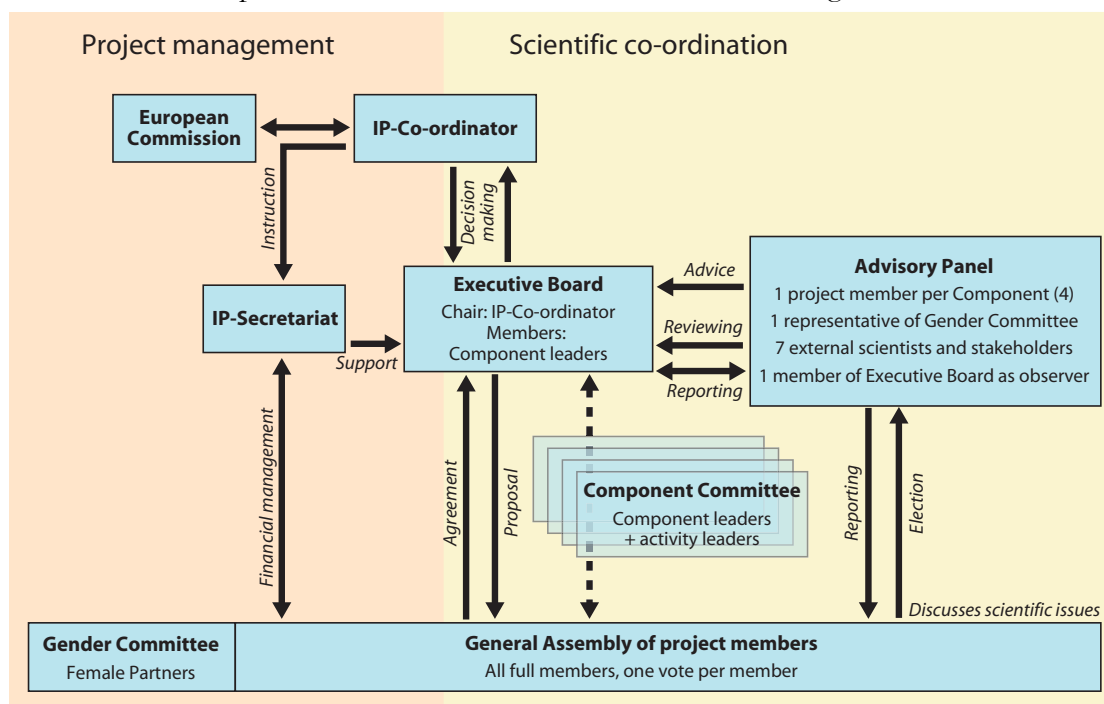 Project management
Scientific co-ordination
European
Commission
IP-Co-ordinator
Instruction
Decision
making
IP-Secretariat
Support
Executive Board
Chair: IP-Co-ordinator
Members:
Component leaders
Advice
Reviewing
Reporting
Advisory Panel
1 project member per Component (4)
1 representative of Gender Committee
7 external scientists and stakeholders
1 member of Executive Board as observer
Financial management
Agreement
Proposal
Component Committee
Component leaders
+ activity leaders
Reporting
Election
Discusses scientific issues
Gender Committee
Female Partners
General Assembly of project members
All full members, one vote per member